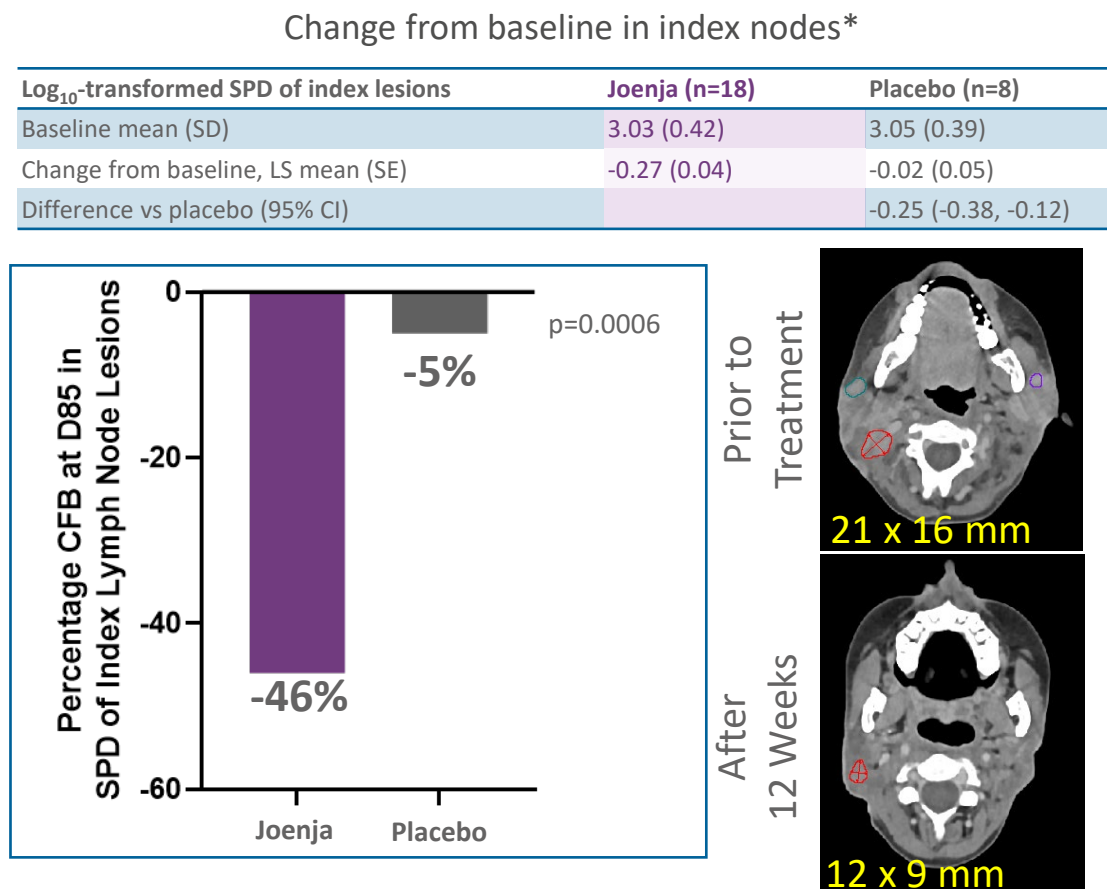 Change from baseline in index nodes*
Log10-transformed SPD of index lesions Joenja (n=18) Placebo (n=8)
Baseline mean (SD) 3.03 (0.42) 3.05 (0.39)
Change from baseline, LS mean (SE) -0.27 (0.04) -0.02 (0.05)
Difference vs placebo (95% CI) -0.25 (-0.38, -0.12)
Percentage CFB at D85 in
SPD of Index Lymph Node Lesions
0
-20
-40
-60
-46%
-5%
p=0.0006
Joenja
Placebo
Prior to
Treatment
21 x 16 mm
After
12 Weeks
12 x 9 mm